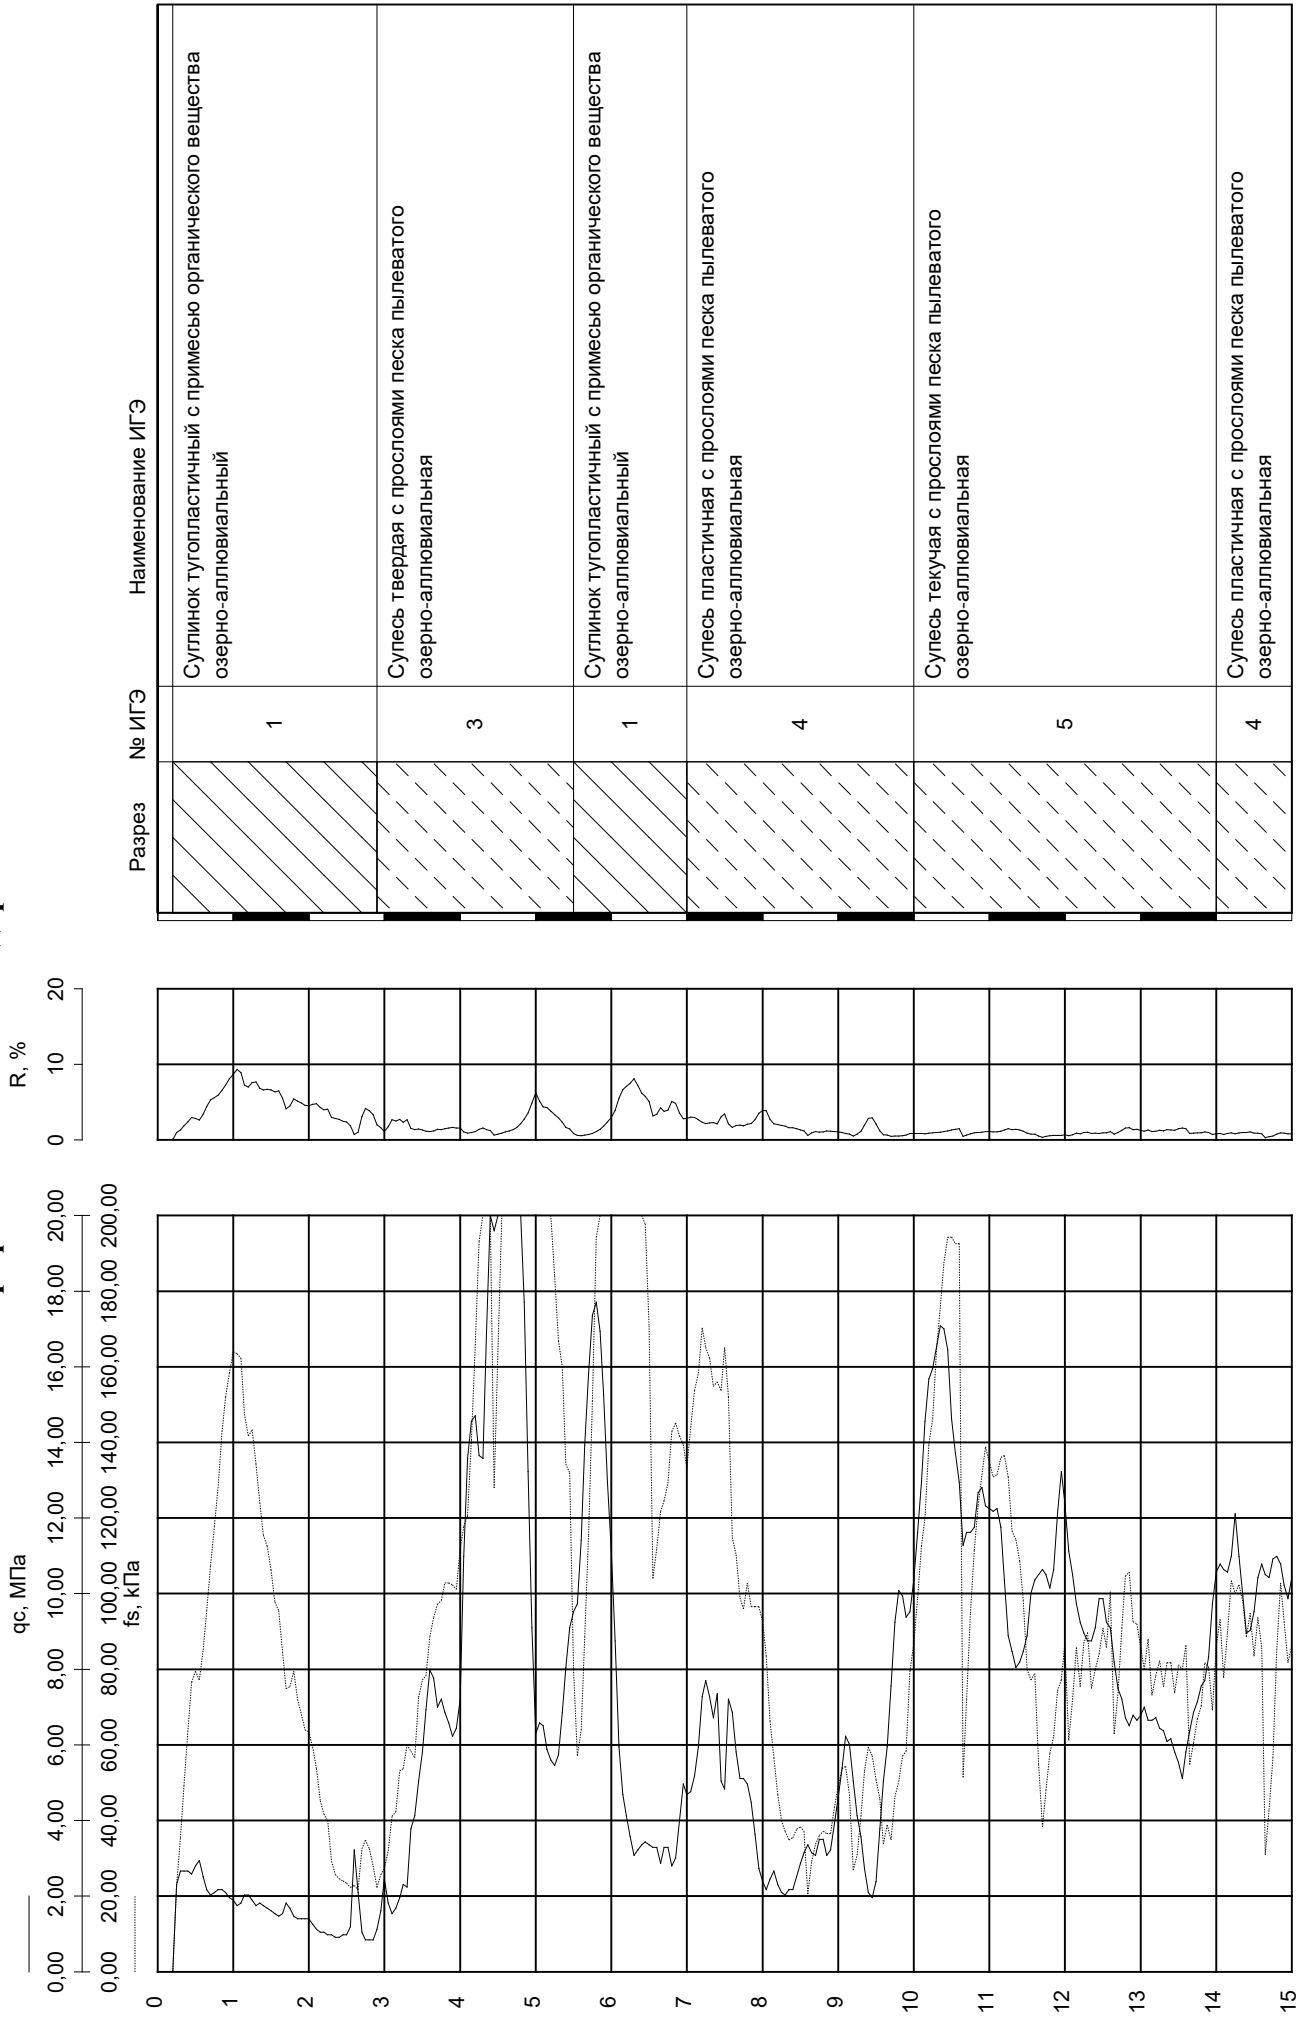 qc, МПа
0,00 2,00 4,00 6,00 8,00 10,00 12,00 14,00 16,00 18,00 20,00
0,00 20,00 40,00 60,00 80,00 100,00 120,00 140,00 160,00 180,00 200,00
fs, кПа
R, %
0 10 20
Разрез № ИГЭ Наименование ИГЭ
0
1
2
3
4
5
6
7
8
9
10
11
12
13
14
15
1
Суглинок тугопластичный с примесью органического вещества
озерно-аллювиальный
3
Супесь твердая с прослоями песка пылеватого
озерно-аллювиальная
1
Суглинок тугопластичный с примесью органического вещества
озерно-аллювиальный
4
Супесь пластичная с прослоями песка пылеватого
озерно-аллювиальная
5
Супесь текучая с прослоями песка пылеватого
озерно-аллювиальная
4
Супесь пластичная с прослоями песка пылеватого
озерно-аллювиальная